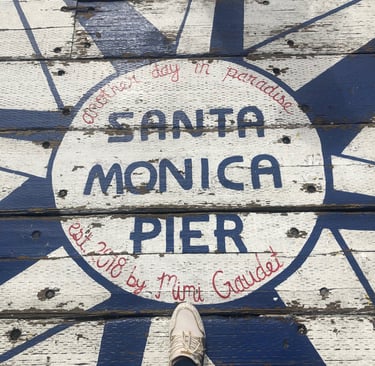 another day in paradise
SANTA
MONICA
PIER
est 2018 by Mimi Gaudet